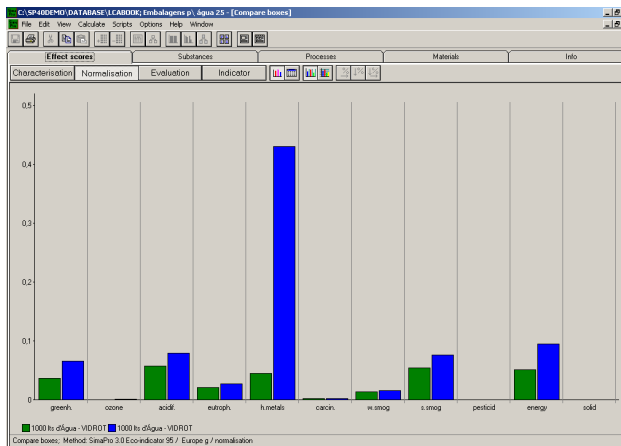 C:\SP40DEMO\DATABASE\LCABOOK; Embalagens p\ água 25 - [Compare boxes]
File Edit View Calculate Scripts Options Help Window
Effect scores Substances Processes Materials Info
Characterisation Normalisation Evaluation Indicator
0,5
0,4
0,3
0,2
0,1
0
greenh. ozone acidif. eutroph. h.metals carcin. w.smog s.smog pesticid energy solid
1000 lts d'Água - VIDROT 1000 lts d'Água - VIDROT
Compare boxes; Method: SimaPro 3.0 Eco-indicator 95 / Europe g / normalisation